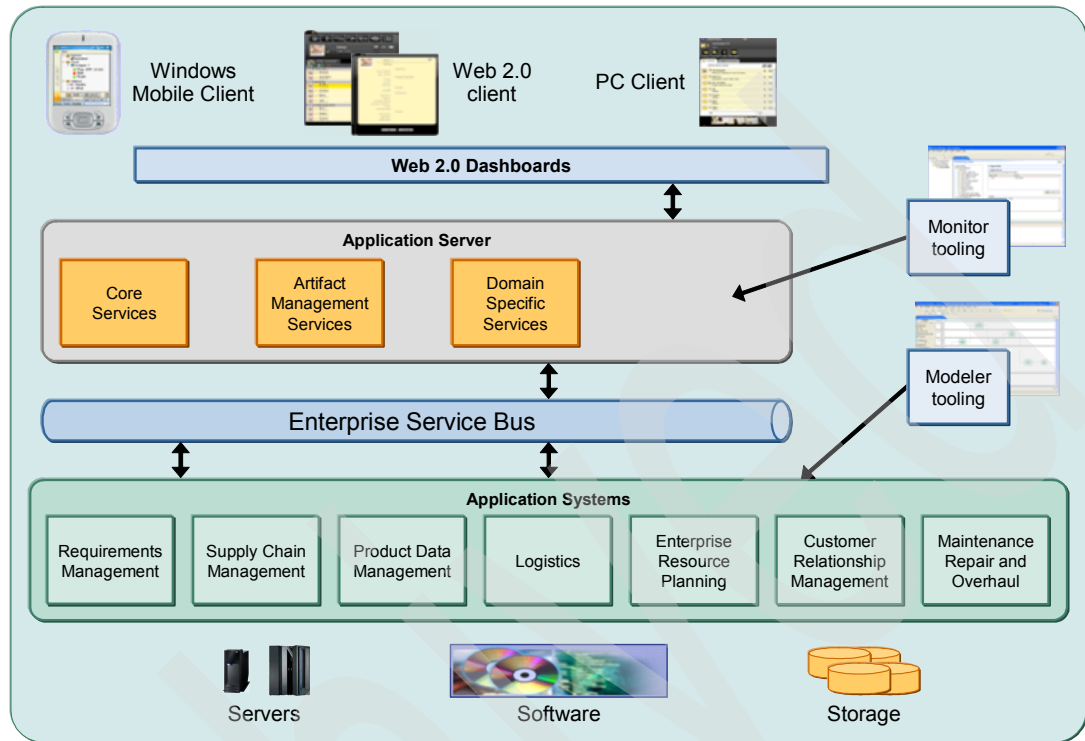 Windows
Mobile Client
Web 2.0
client
PC Client
Web 2.0 Dashboards
Monitor
tooling
Application Server
Core
Services
Artifact
Management
Services
Domain
Specific
Services
Modeler
tooling
Enterprise Service Bus
Application Systems
Requirements
Management
Supply Chain
Management
Product Data
Management
Logistics
Enterprise
Resource
Planning
Customer
Relationship
Management
Maintenance
Repair and
Overhaul
Servers
Software
Storage